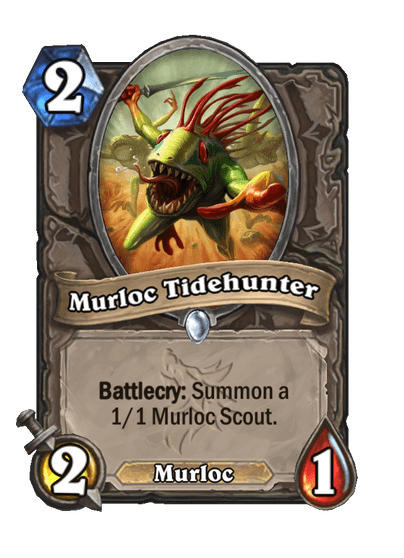 2
Murloc Tidehunter
Battlecry: Summon a
1/1 Murloc Scout.
2
Murloc
1